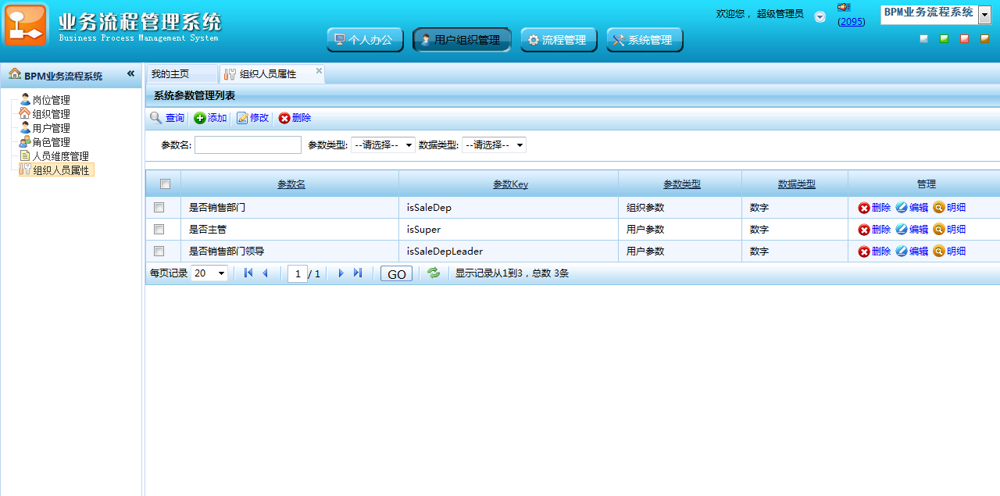 业务流程管理系统
Business Process Management System
个人办公 用户组织管理 流程管理 系统管理
欢迎您， 超级管理员
(2095)
BPM业务流程系统
BPM业务流程系统 «
岗位管理
组织管理
用户管理
角色管理
人员维度管理
组织人员属性
我的主页 组织人员属性
系统参数管理列表
查询 添加 修改 删除
参数名: 参数类型: --请选择-- 数据类型: --请选择--
参数名 参数Key 参数类型 数据类型 管理
是否销售部门 isSaleDep 组织参数 数字 删除 编辑 明细
是否主管 isSuper 用户参数 数字 删除 编辑 明细
是否销售部门领导 isSaleDepLeader 用户参数 数字 删除 编辑 明细
每页记录 20 1 / 1 GO 显示记录从1到3，总数 3条